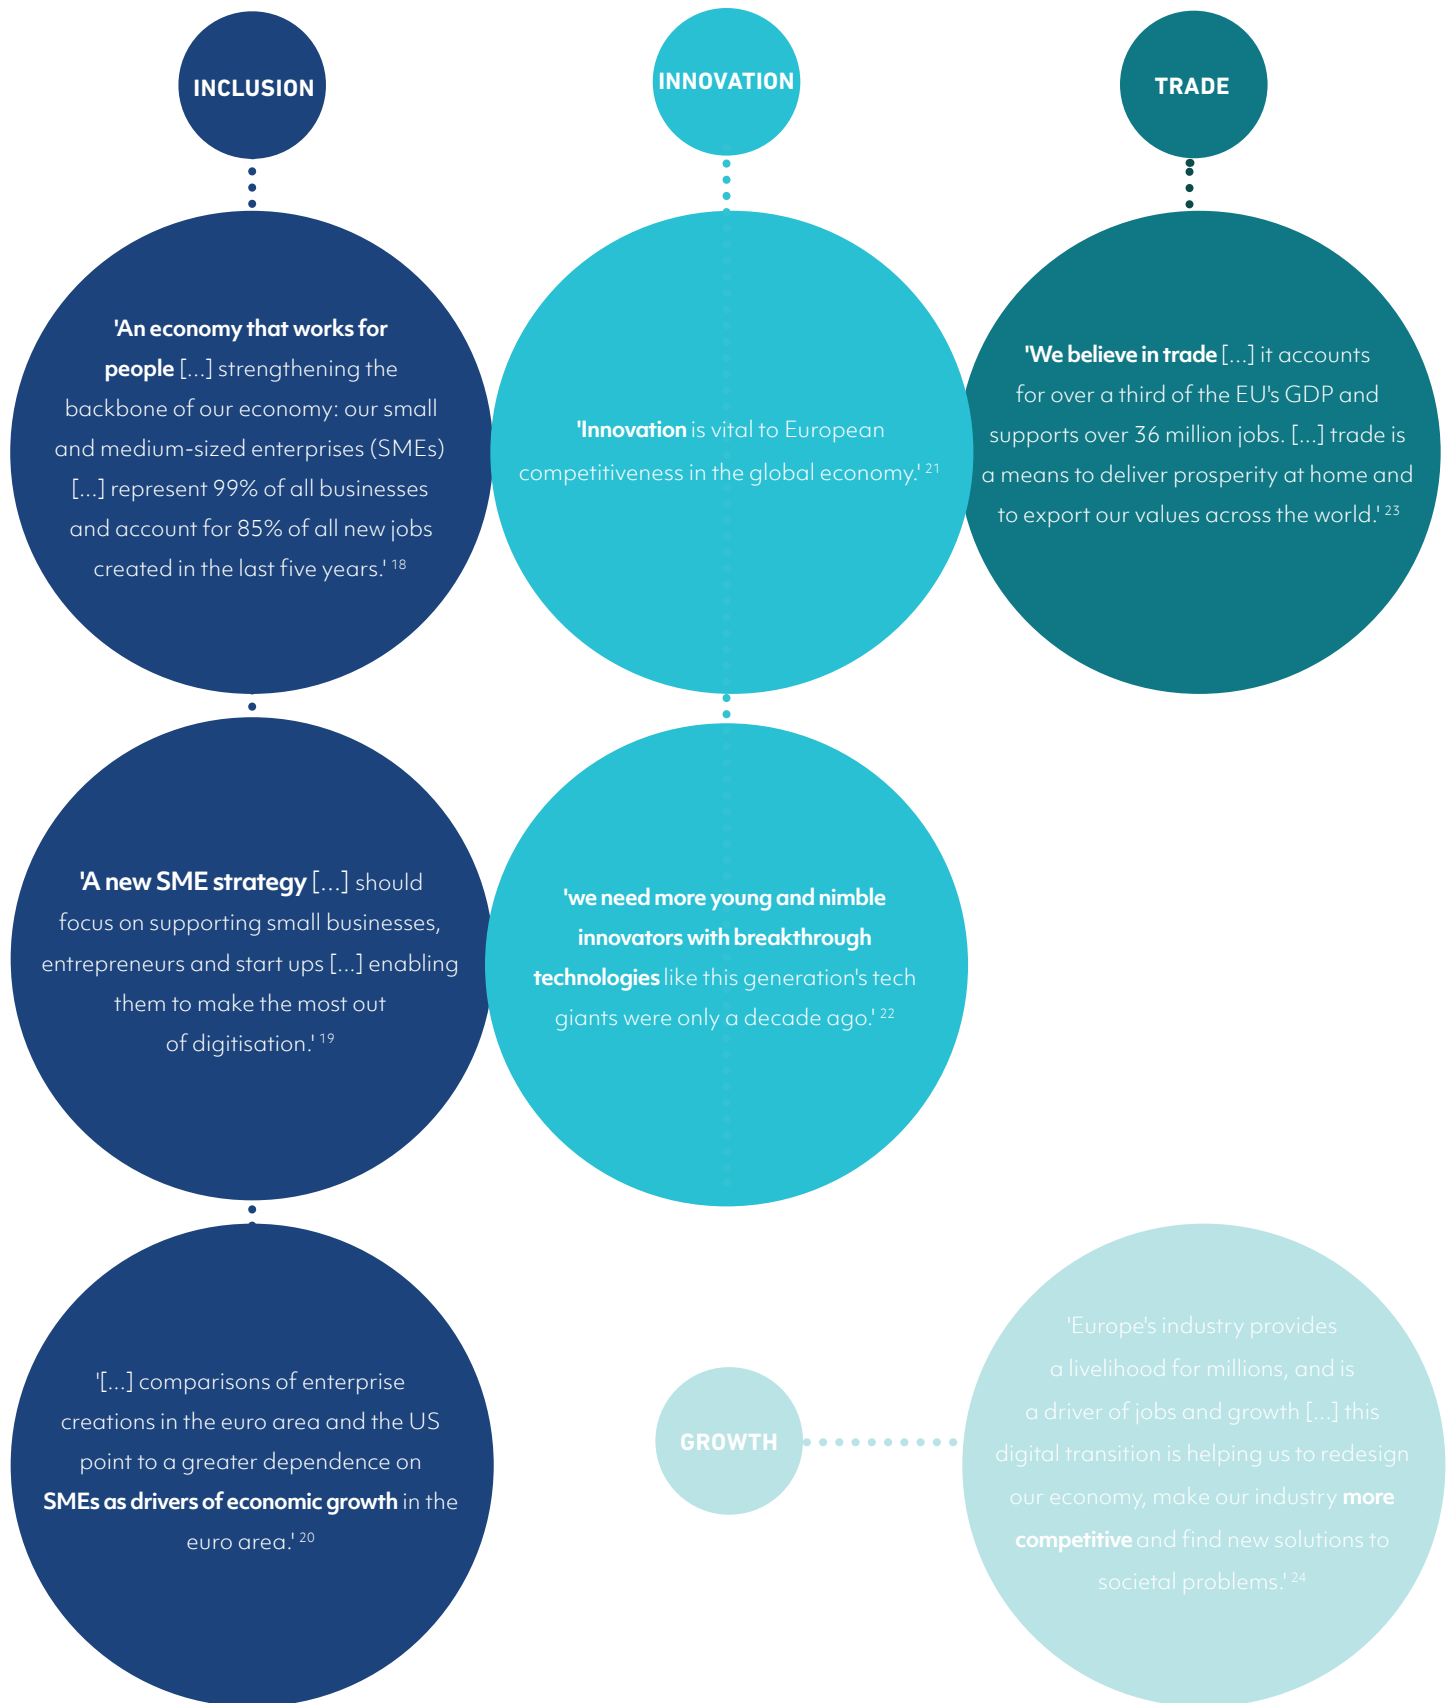 INCLUSION
'An economy that works for
people [...] strengthening the
backbone of our economy: our small
and medium-sized enterprises (SMEs)
[...] represent 99% of all businesses
and account for 85% of all new jobs
created in the last five years.' 18
'A new SME strategy [...] should
focus on supporting small businesses,
entrepreneurs and start ups [...] enabling
them to make the most out
of digitisation.' 19
'[...] comparisons of enterprise
creations in the euro area and the US
point to a greater dependence on
SMEs as drivers of economic growth in the
euro area.' 20
INNOVATION
'Innovation is vital to European
competitiveness in the global economy.' 21
'we need more young and nimble
innovators with breakthrough
technologies like this generation's tech
giants were only a decade ago.' 22
TRADE
'We believe in trade [...] it accounts
for over a third of the EU's GDP and
supports over 36 million jobs. [...] trade is
a means to deliver prosperity at home and
to export our values across the world.' 23
GROWTH
'Europe's industry provides
a livelihood for millions, and is
a driver of jobs and growth [...] this
digital transition is helping us to redesign
our economy, make our industry more
competitive and find new solutions to
societal problems.' 24